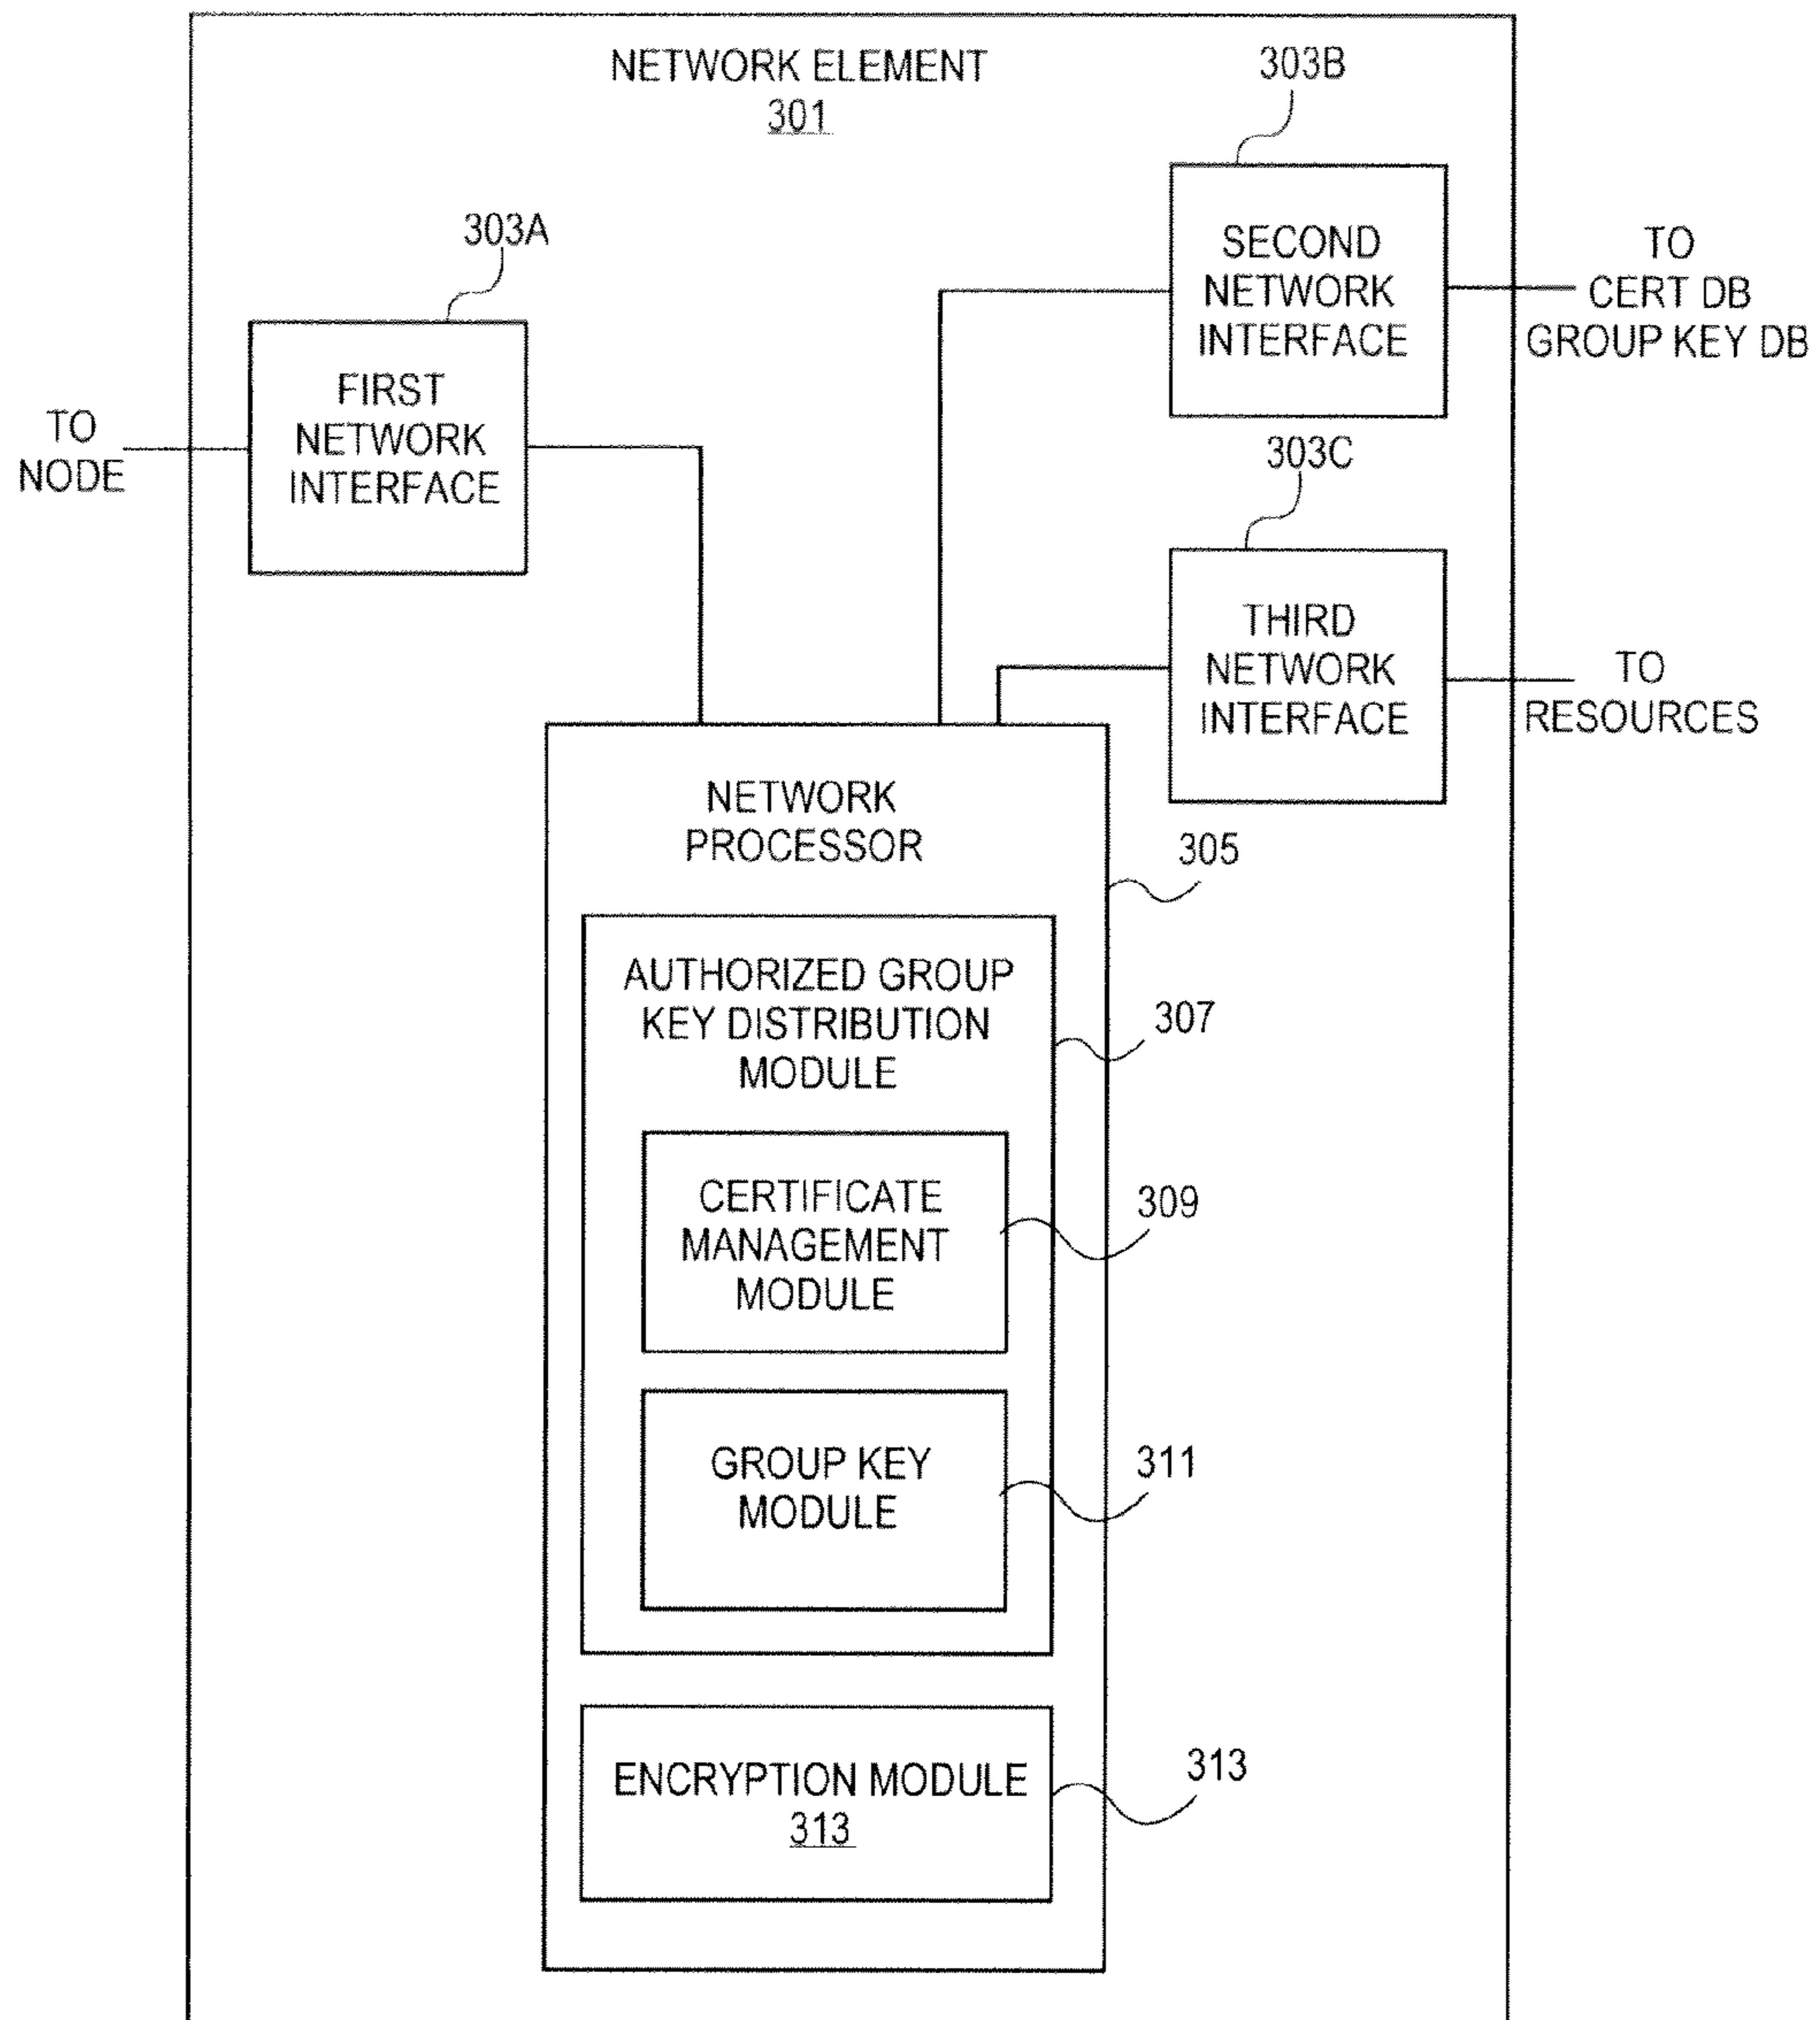 NETWORK ELEMENT
301
303B
303A
SECOND
NETWORK
INTERFACE
TO
CERT DB
GROUP KEY DB
FIRST
NETWORK
INTERFACE
TO
NODE
303C
THIRD
NETWORK
INTERFACE
TO
RESOURCES
NETWORK
PROCESSOR
305
AUTHORIZED GROUP
KEY DISTRIBUTION
MODULE
307
CERTIFICATE
MANAGEMENT
MODULE
309
GROUP KEY
MODULE
311
ENCRYPTION MODULE
313
313